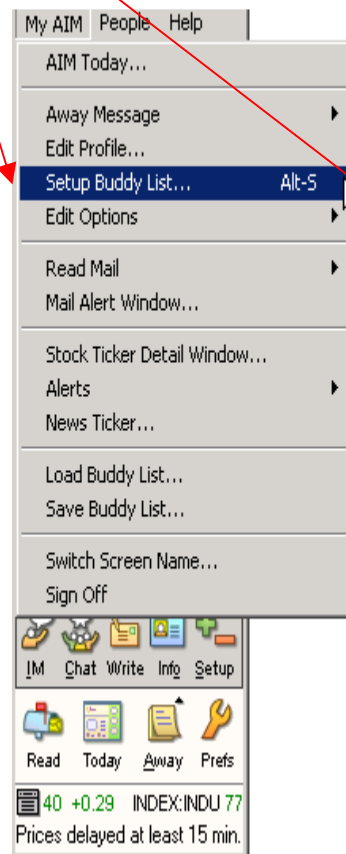 My AIM People Help
AIM Today...
Away Message
Edit Profile...
Setup Buddy List... Alt-S
Edit Options
Read Mail
Mail Alert Window...
Stock Ticker Detail Window...
Alerts
News Ticker...
Load Buddy List...
Save Buddy List...
Switch Screen Name...
Sign Off
IM Chat Write Info Setup
Read Today Away Prefs
40 +0.29 INDEX:INDU 77
Prices delayed at least 15 min.